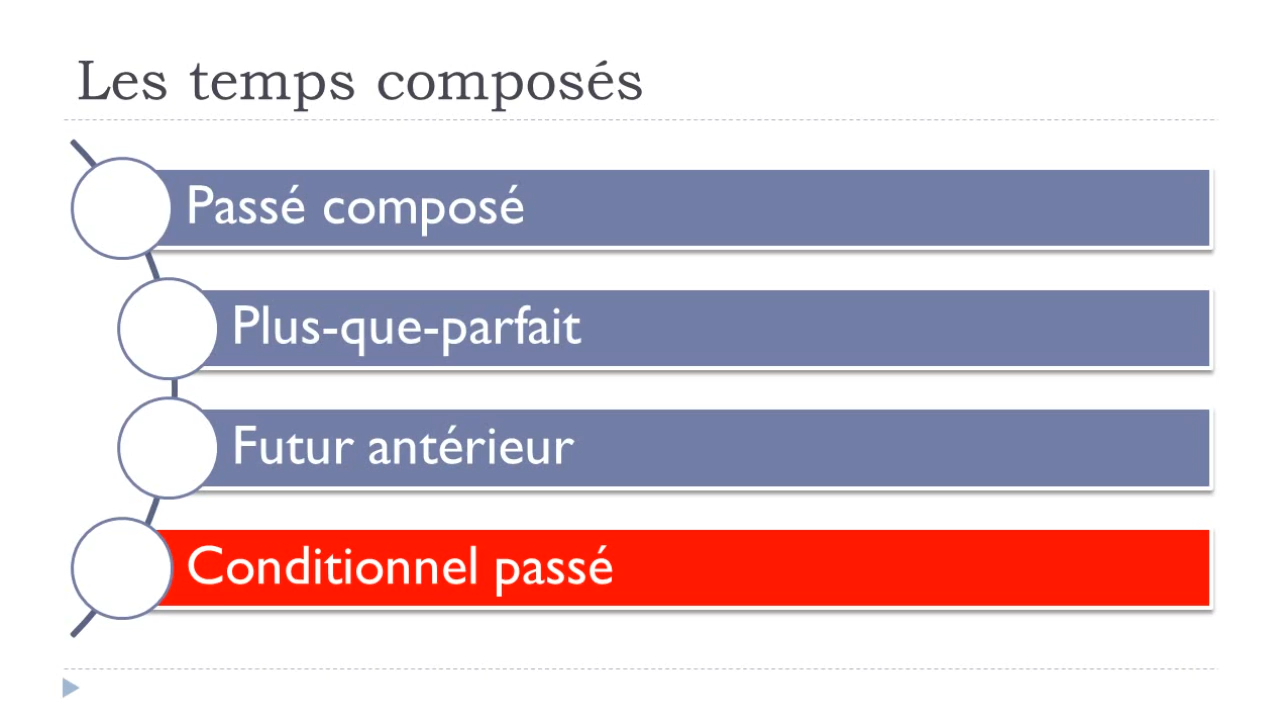 Les temps composés
Passé composé
Plus-que-parfait
Futur antérieur
Conditionnel passé